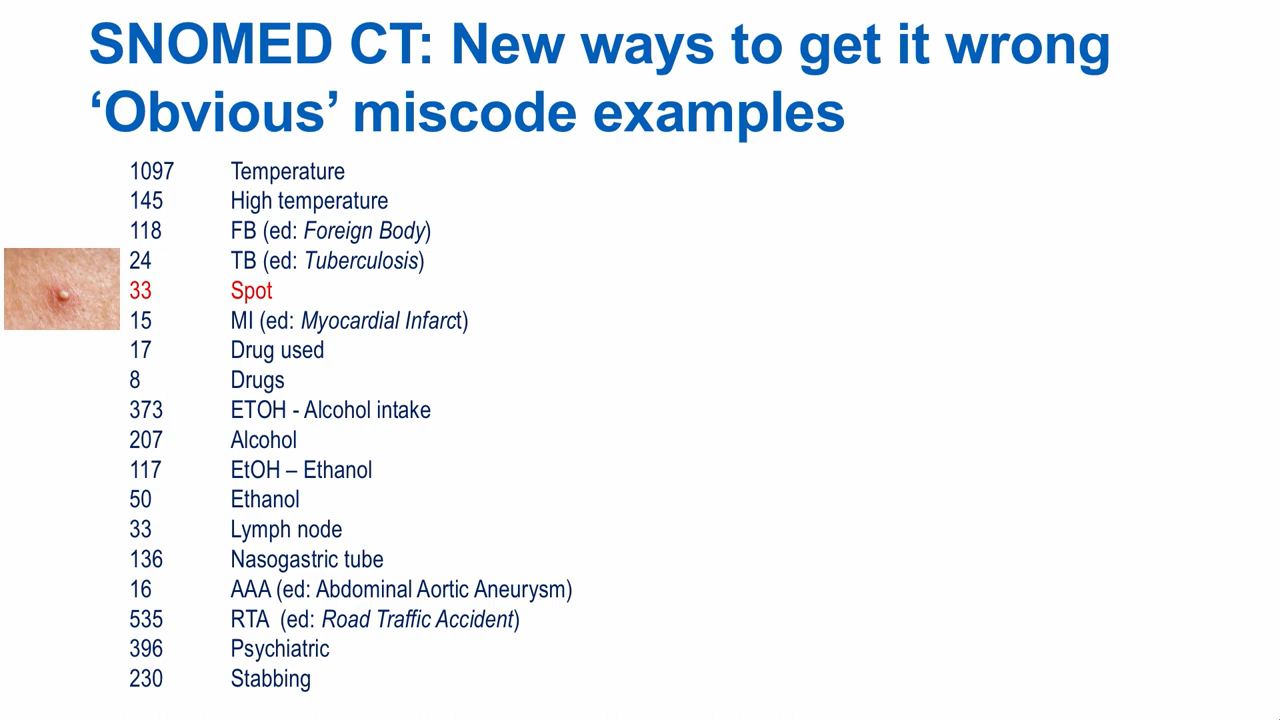 SNOMED CT: New ways to get it wrong
‘Obvious’ miscode examples
1097 Temperature
145 High temperature
118 FB (ed: Foreign Body)
24 TB (ed: Tuberculosis)
33 Spot
15 MI (ed: Myocardial Infarct)
17 Drug used
8 Drugs
373 ETOH - Alcohol intake
207 Alcohol
117 EtOH – Ethanol
50 Ethanol
33 Lymph node
136 Nasogastric tube
16 AAA (ed: Abdominal Aortic Aneurysm)
535 RTA (ed: Road Traffic Accident)
396 Psychiatric
230 Stabbing